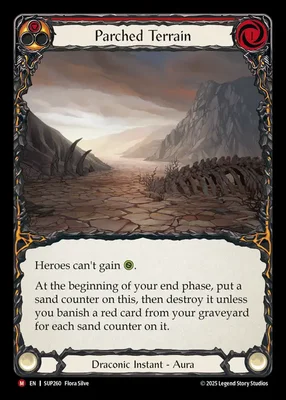 Parched Terrain
Heroes can't gain .
At the beginning of your end phase, put a
sand counter on this, then destroy it unless
you banish a red card from your graveyard
for each sand counter on it.
Draconic Instant - Aura
M EN | SUP260 Flora Silve
©2025 Legend Story Studios